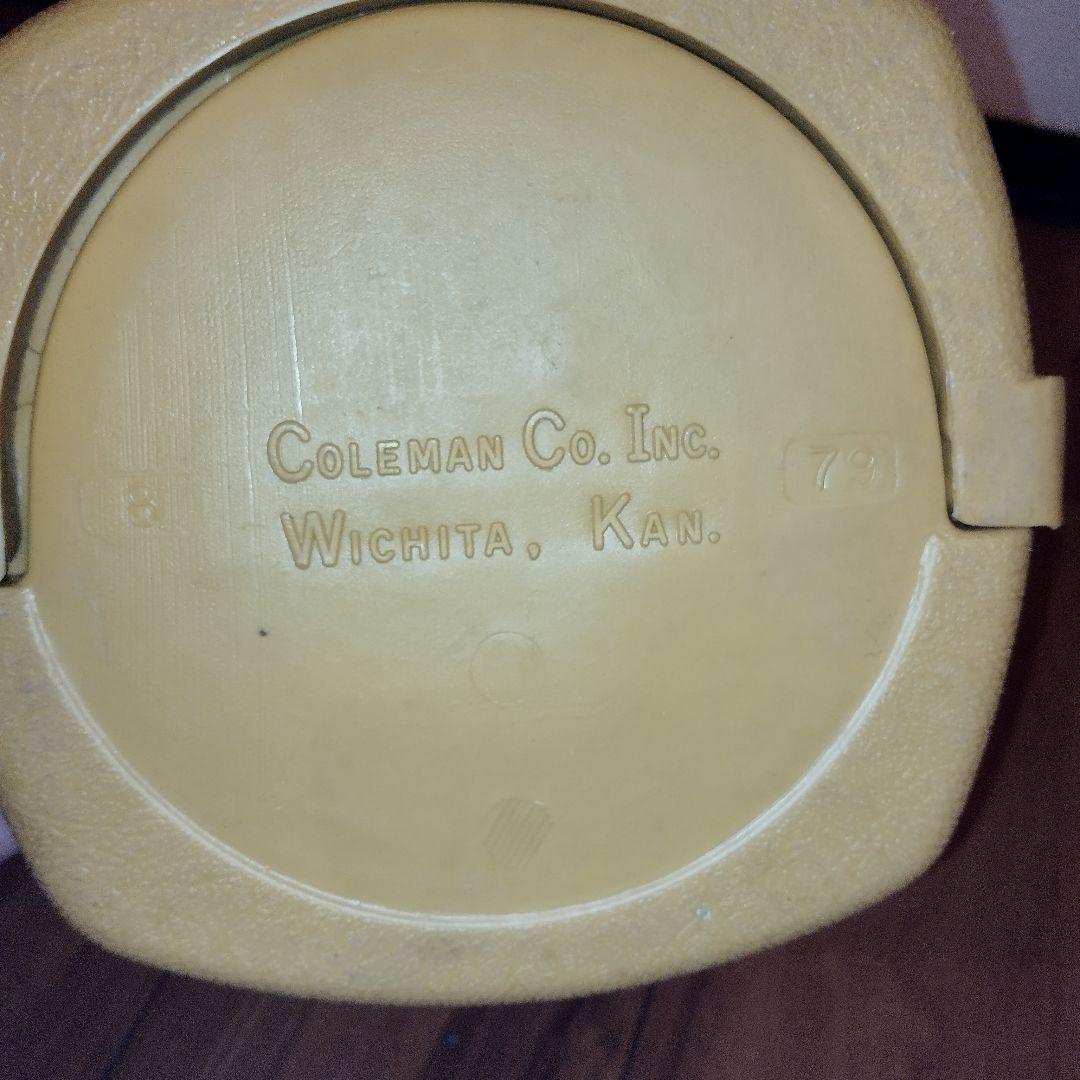 COLEMAN CO. INC.
8 79
WICHITA, KAN.